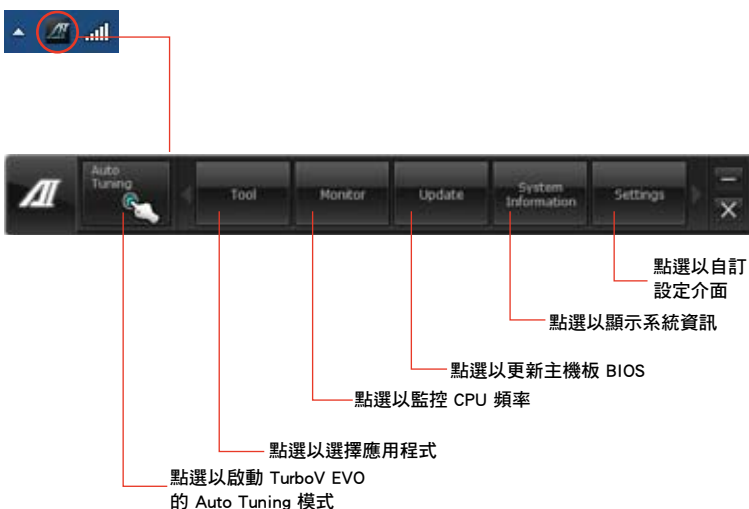 Auto
Tuning
Tool
Monitor
Update
System
Information
Settings
點選以自訂
設定介面
點選以顯示系統資訊
點選以更新主機板 BIOS
點選以監控 CPU 頻率
點選以選擇應用程式
點選以啟動 TurboV EVO
的 Auto Tuning 模式